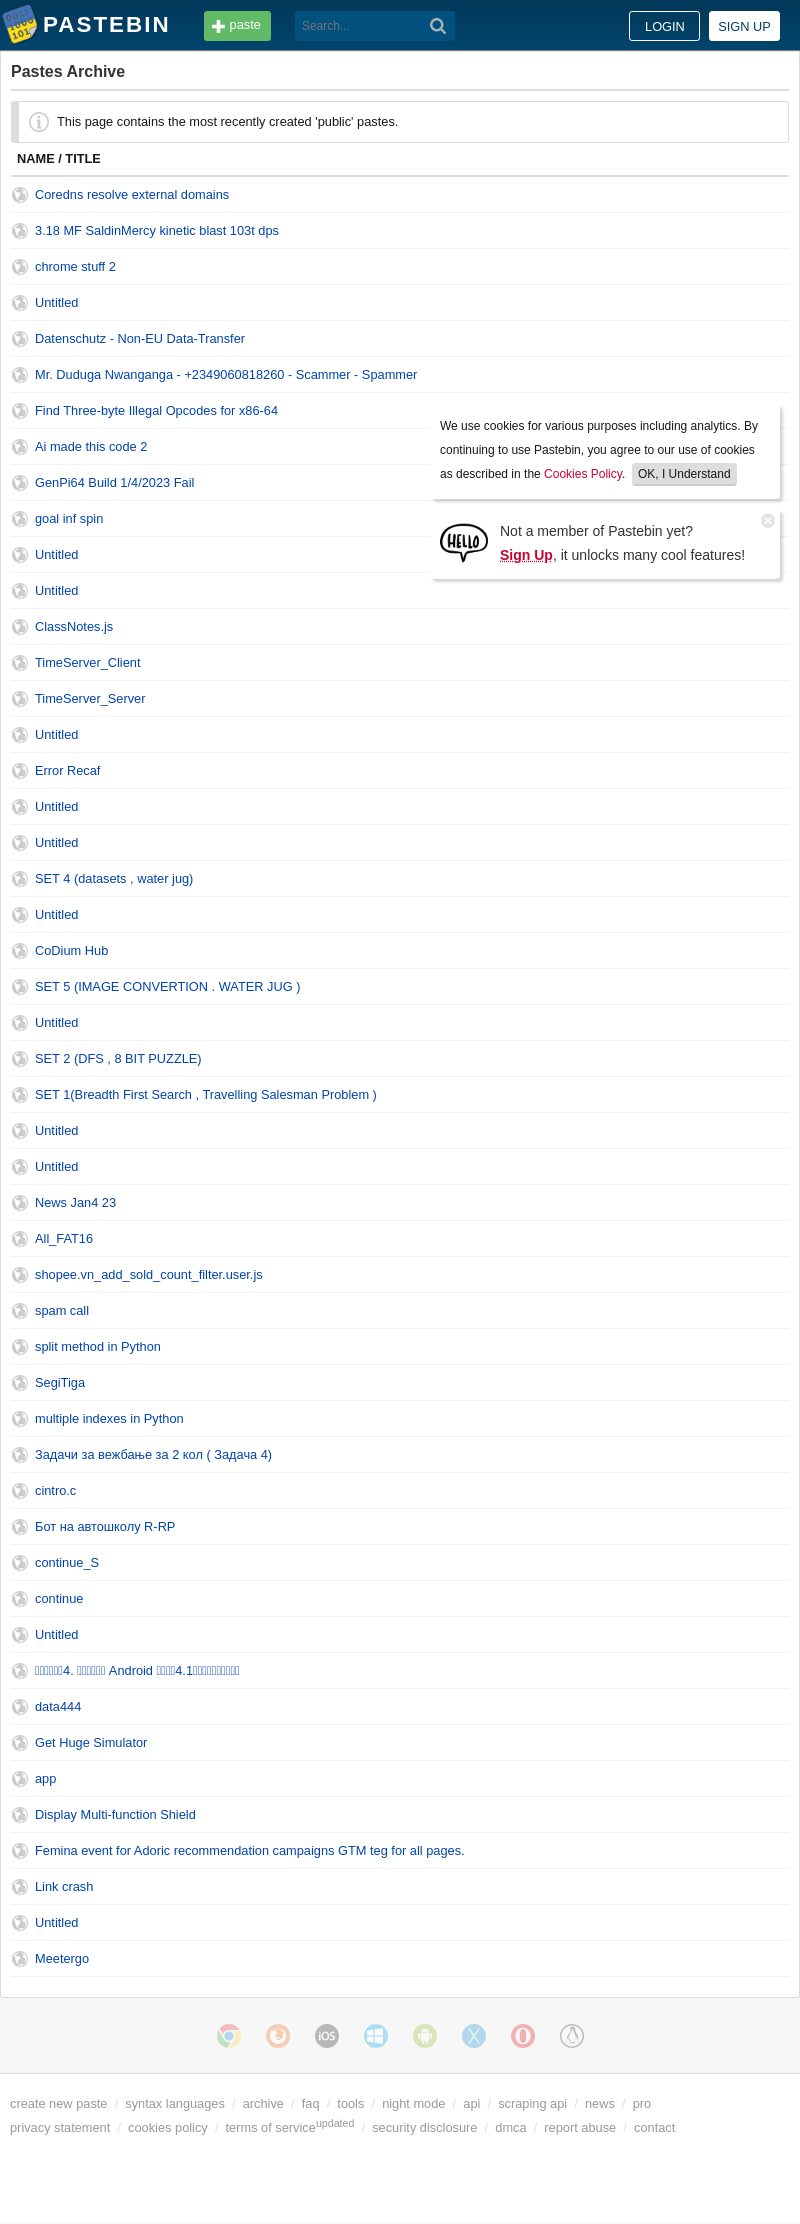 PASTEBIN
paste
Search...
LOGIN
SIGN UP
Pastes Archive
This page contains the most recently created 'public' pastes.
NAME / TITLE
Coredns resolve external domains
3.18 MF SaldinMercy kinetic blast 103t dps
chrome stuff 2
Untitled
Datenschutz - Non-EU Data-Transfer
Mr. Duduga Nwanganga - +2349060818260 - Scammer - Spammer
Find Three-byte Illegal Opcodes for x86-64
Ai made this code 2
GenPi64 Build 1/4/2023 Fail
goal inf spin
Untitled
Untitled
ClassNotes.js
TimeServer_Client
TimeServer_Server
Untitled
Error Recaf
Untitled
Untitled
SET 4 (datasets , water jug)
Untitled
CoDium Hub
SET 5 (IMAGE CONVERTION . WATER JUG )
Untitled
SET 2 (DFS , 8 BIT PUZZLE)
SET 1(Breadth First Search , Travelling Salesman Problem )
Untitled
Untitled
News Jan4 23
All_FAT16
shopee.vn_add_sold_count_filter.user.js
spam call
split method in Python
SegiTiga
multiple indexes in Python
Задачи за вежбање за 2 кол ( Задача 4)
cintro.c
Бот на автошколу R-RP
continue_S
continue
Untitled
4. Android 4.1
data444
Get Huge Simulator
app
Display Multi-function Shield
Femina event for Adoric recommendation campaigns GTM teg for all pages.
Link crash
Untitled
Meetergo
We use cookies for various purposes including analytics. By
continuing to use Pastebin, you agree to our use of cookies
as described in the Cookies Policy. OK, I Understand
HELLO
Not a member of Pastebin yet?
Sign Up, it unlocks many cool features!
iOS
create new paste / syntax languages / archive / faq / tools / night mode / api / scraping api / news / pro
privacy statement / cookies policy / terms of serviceupdated / security disclosure / dmca / report abuse / contact